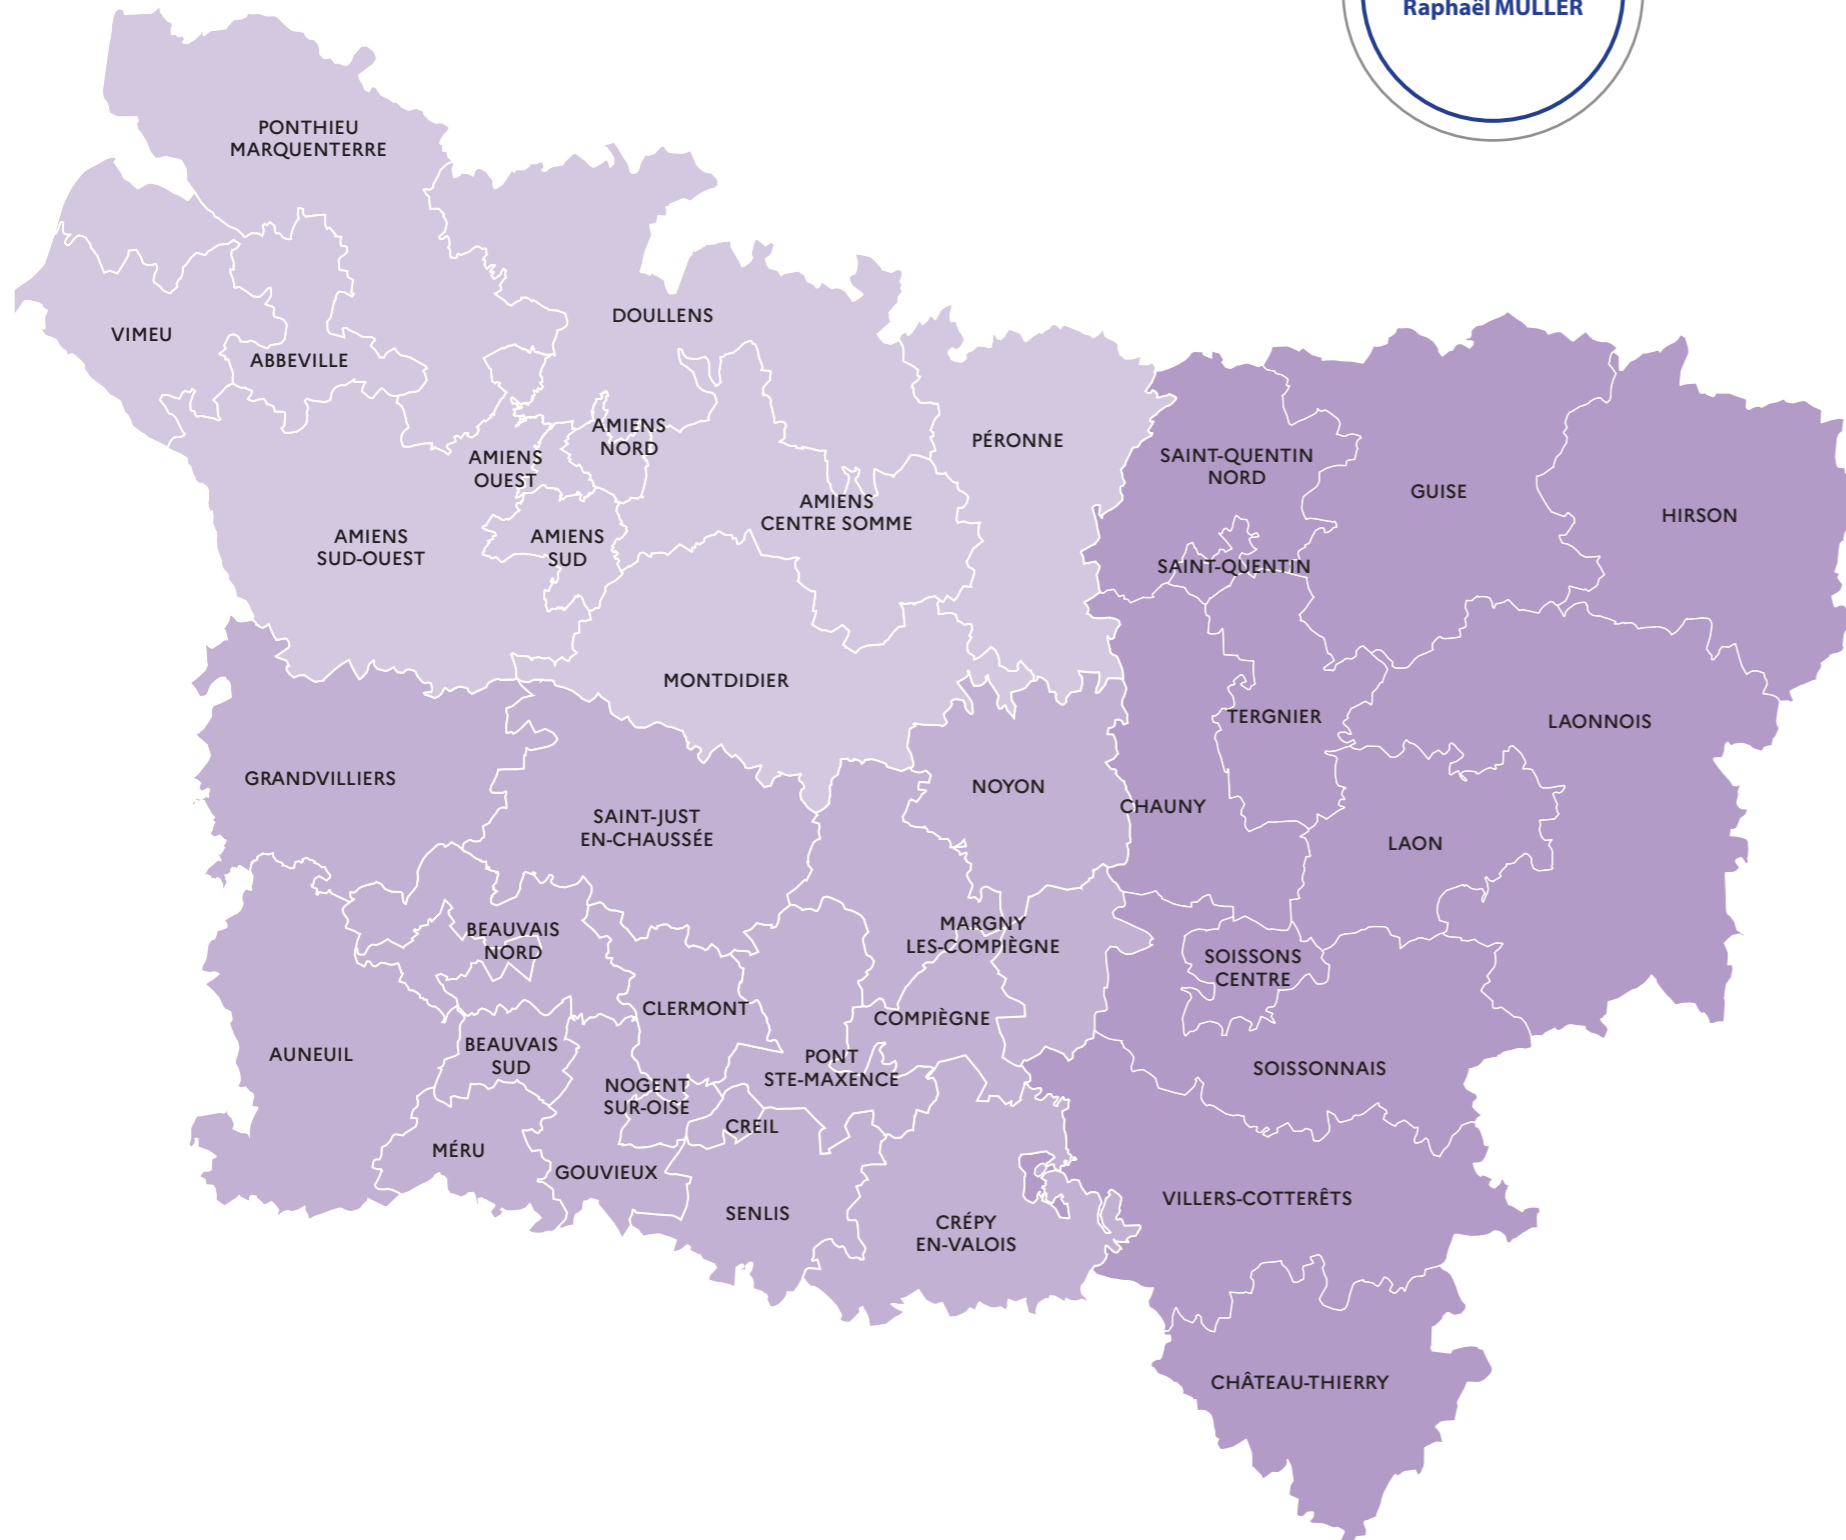 Raphaël MULLER
PONTHIEU
MARQUENTERRE
VIMEU
ABBEVILLE
DOULLENS
AMIENS
NORD
AMIENS
OUEST
PÉRONNE
AMIENS
CENTRE SOMME
AMIENS
SUD-OUEST
AMIENS
SUD
SAINT-QUENTIN
NORD
GUISE
HIRSON
SAINT-QUENTIN
MONTDIDIER
TERGNIER
LAONNOIS
GRANDVILLIERS
NOYON
CHAUNY
SAINT-JUST
EN-CHAUSSÉE
LAON
BEAUVAIS
NORD
MARGNY
LES-COMPIÈGNE
SOISSONS
CENTRE
CLERMONT
COMPIÈGNE
AUNEUIL
BEAUVAIS
SUD
PONT
STE-MAXENCE
SOISSONNAIS
NOGENT
SUR-OISE
CREIL
MÉRU
GOUVIEUX
SENLIS
CRÉPY
EN-VALOIS
VILLERS-COTTERÊTS
CHÂTEAU-THIERRY